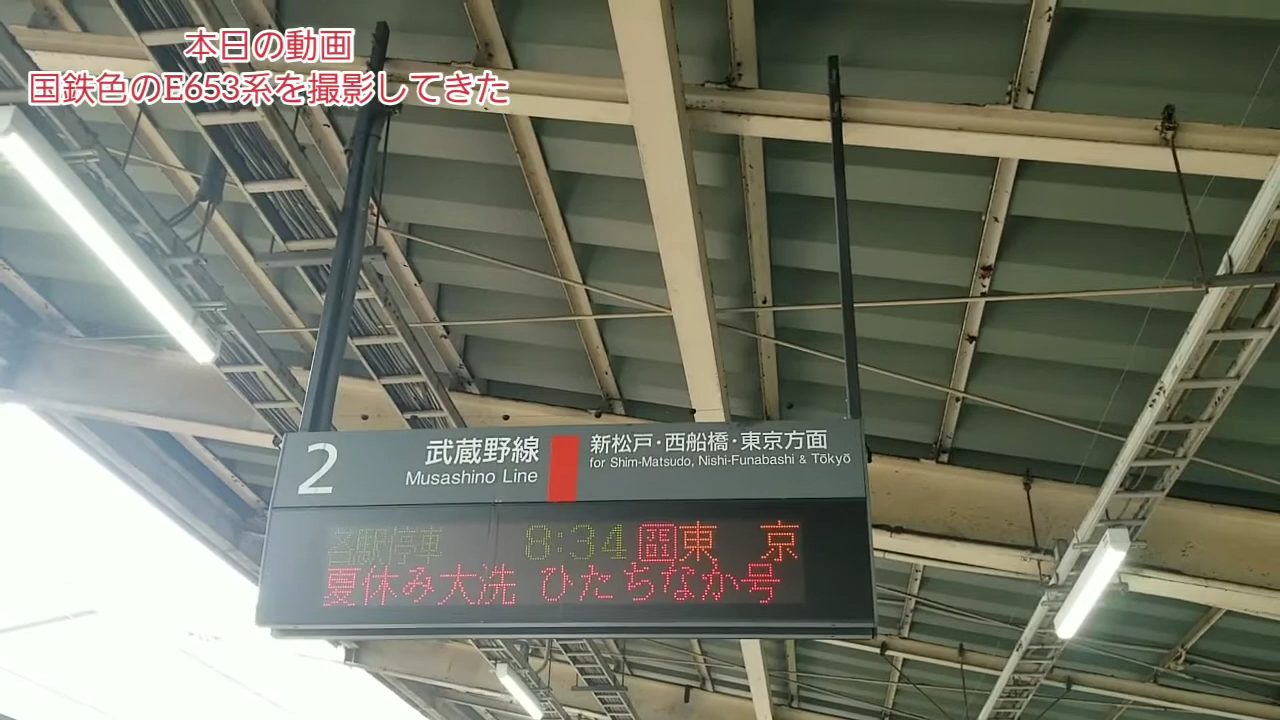 本日の動画
国鉄色のE653系を撮影してきた
2 武蔵野線 新松戸・西船橋・東京方面
Musashino Line for Shim-Matsudo, Nishi-Funabashi & Tōkyō
各駅停車 8:34 東 京
夏休み大洗 ひたちなか号